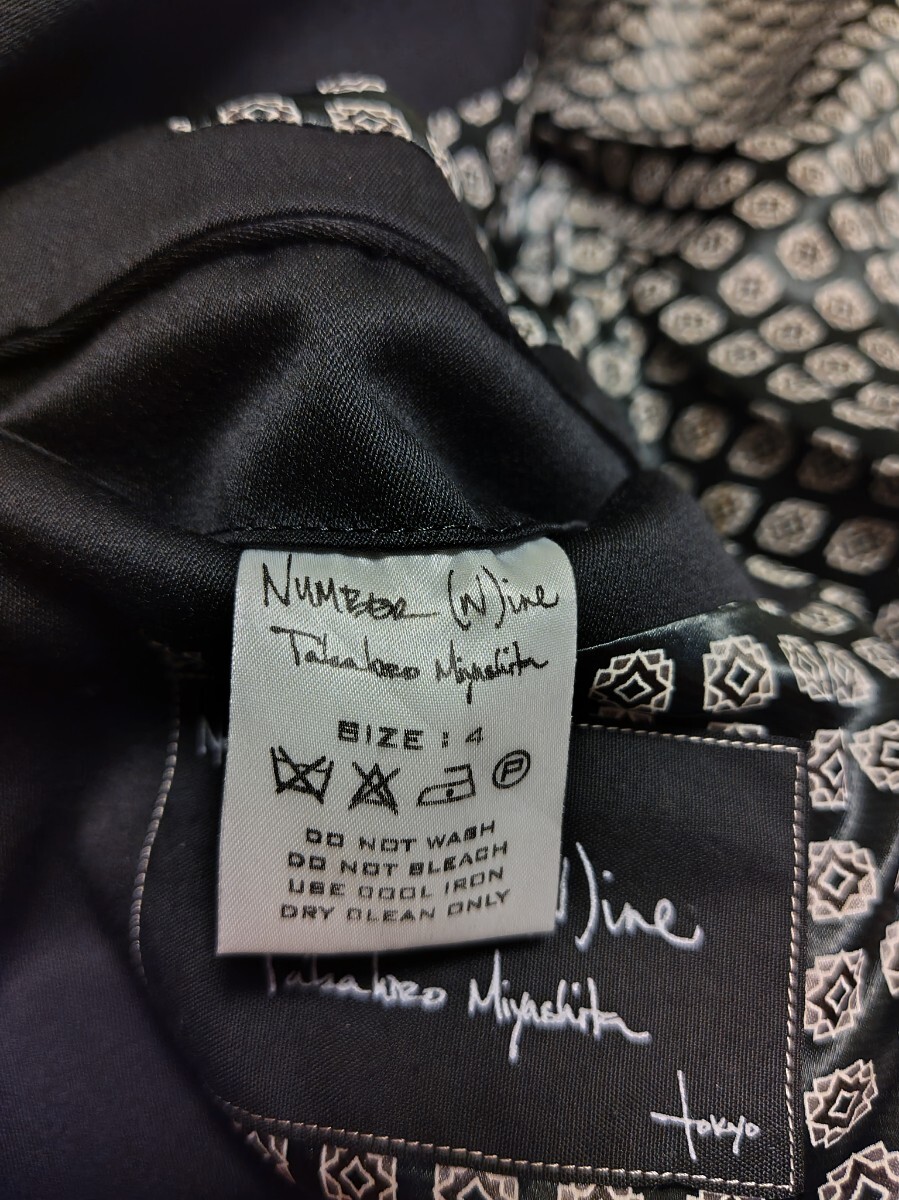 NUMBER (N)ine
Takahiro Miyashita
SIZE : 4
P
DO NOT WASH
DO NOT BLEACH
USE COOL IRON
DRY CLEAN ONLY
N)ine
Takahiro Miyashita
tokyo